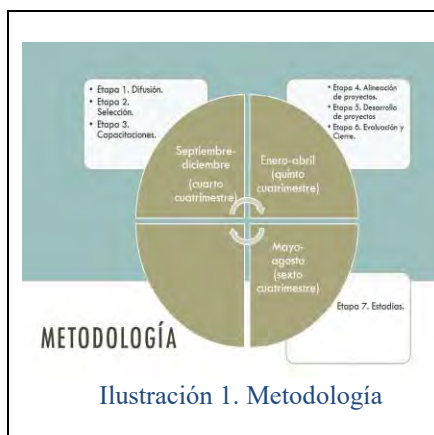 • Etapa 1. Difusión.
• Etapa 2.
Selección.
• Etapa 3.
Capacitaciones.
• Etapa 4. Alineación
de proyectos.
• Etapa 5. Desarrollo
de proyectos
• Etapa 6. Evaluación y
Cierre.
Septiembre-
diciembre
(cuarto
cuatrimestre)
Enero-abril
(quinto
cuatrimestre)
Mayo-
agosto
(sexto
cuatrimestre)
Etapa 7. Estadías.
METODOLOGÍA
Ilustración 1. Metodología